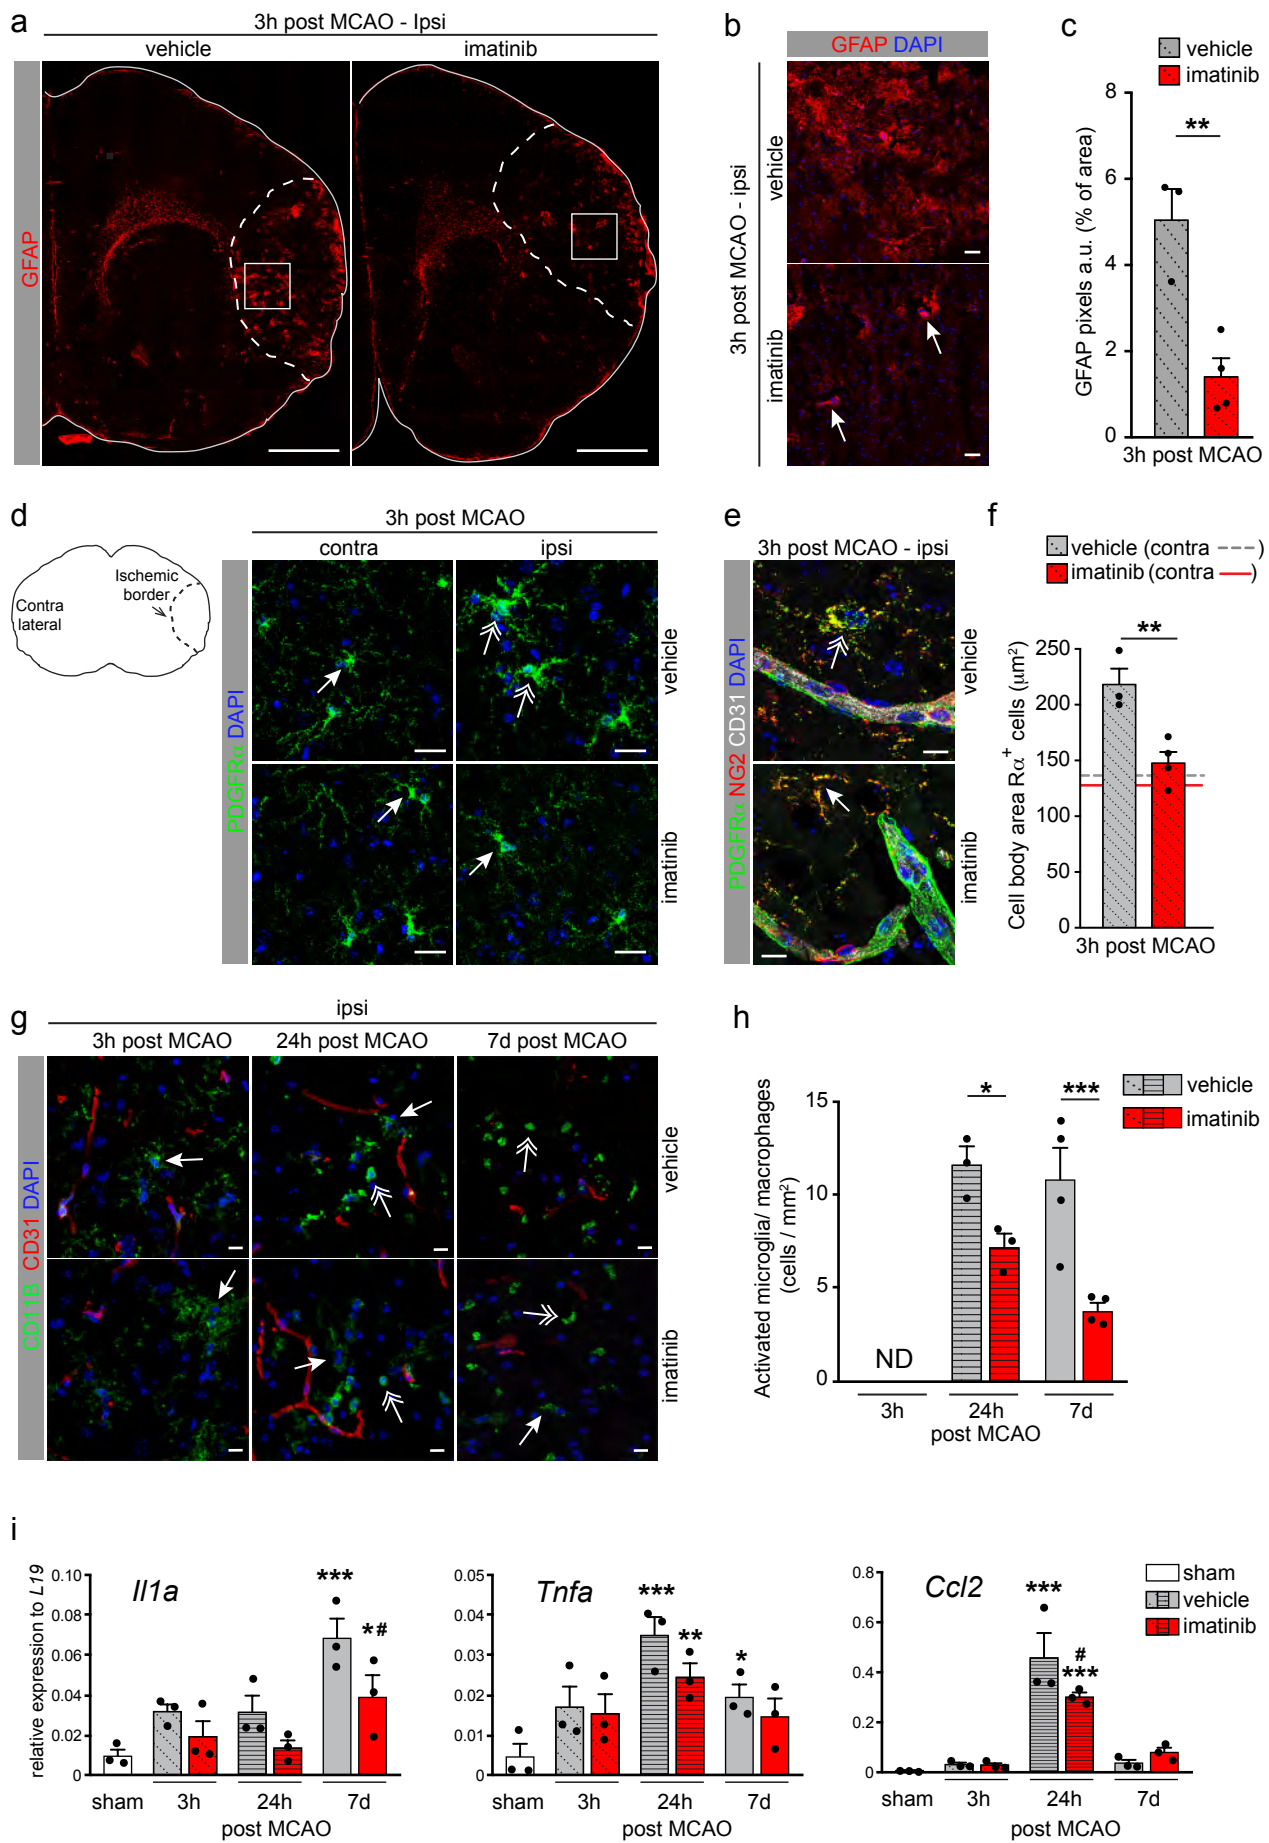 a
3h post MCAO - Ipsi
vehicle
imatinib
GFAP
b
GFAP DAPI
3h post MCAO - ipsi
vehicle
imatinib
c
vehicle
imatinib
GFAP pixels a.u. (% of area)
8
**
6
4
2
0
3h post MCAO
d
Contra lateral
Ischemic border
3h post MCAO
contra
ipsi
PDGFRα DAPI
vehicle
imatinib
e
3h post MCAO - ipsi
PDGFRα NG2 CD31 DAPI
vehicle
imatinib
f
vehicle (contra ---)
imatinib (contra —)
Cell body area Rα⁺ cells (μm²)
**
250
200
150
100
50
0
3h post MCAO
g
ipsi
3h post MCAO
24h post MCAO
7d post MCAO
CD11B CD31 DAPI
vehicle
imatinib
h
vehicle
imatinib
Activated microglia/ macrophages
(cells / mm²)
* ***
15
10
5
0
ND
3h 24h 7d
post MCAO
i
relative expression to L19
Il1a
0.10
0.08
0.06
0.04
0.02
0
***
*#
sham 3h 24h 7d
post MCAO
Tnfa
0.05
0.04
0.03
0.02
0.01
0
***
**
*
sham 3h 24h 7d
post MCAO
Ccl2
0.8
0.6
0.4
0.2
0
***
#
***
sham 3h 24h 7d
post MCAO
sham
vehicle
imatinib